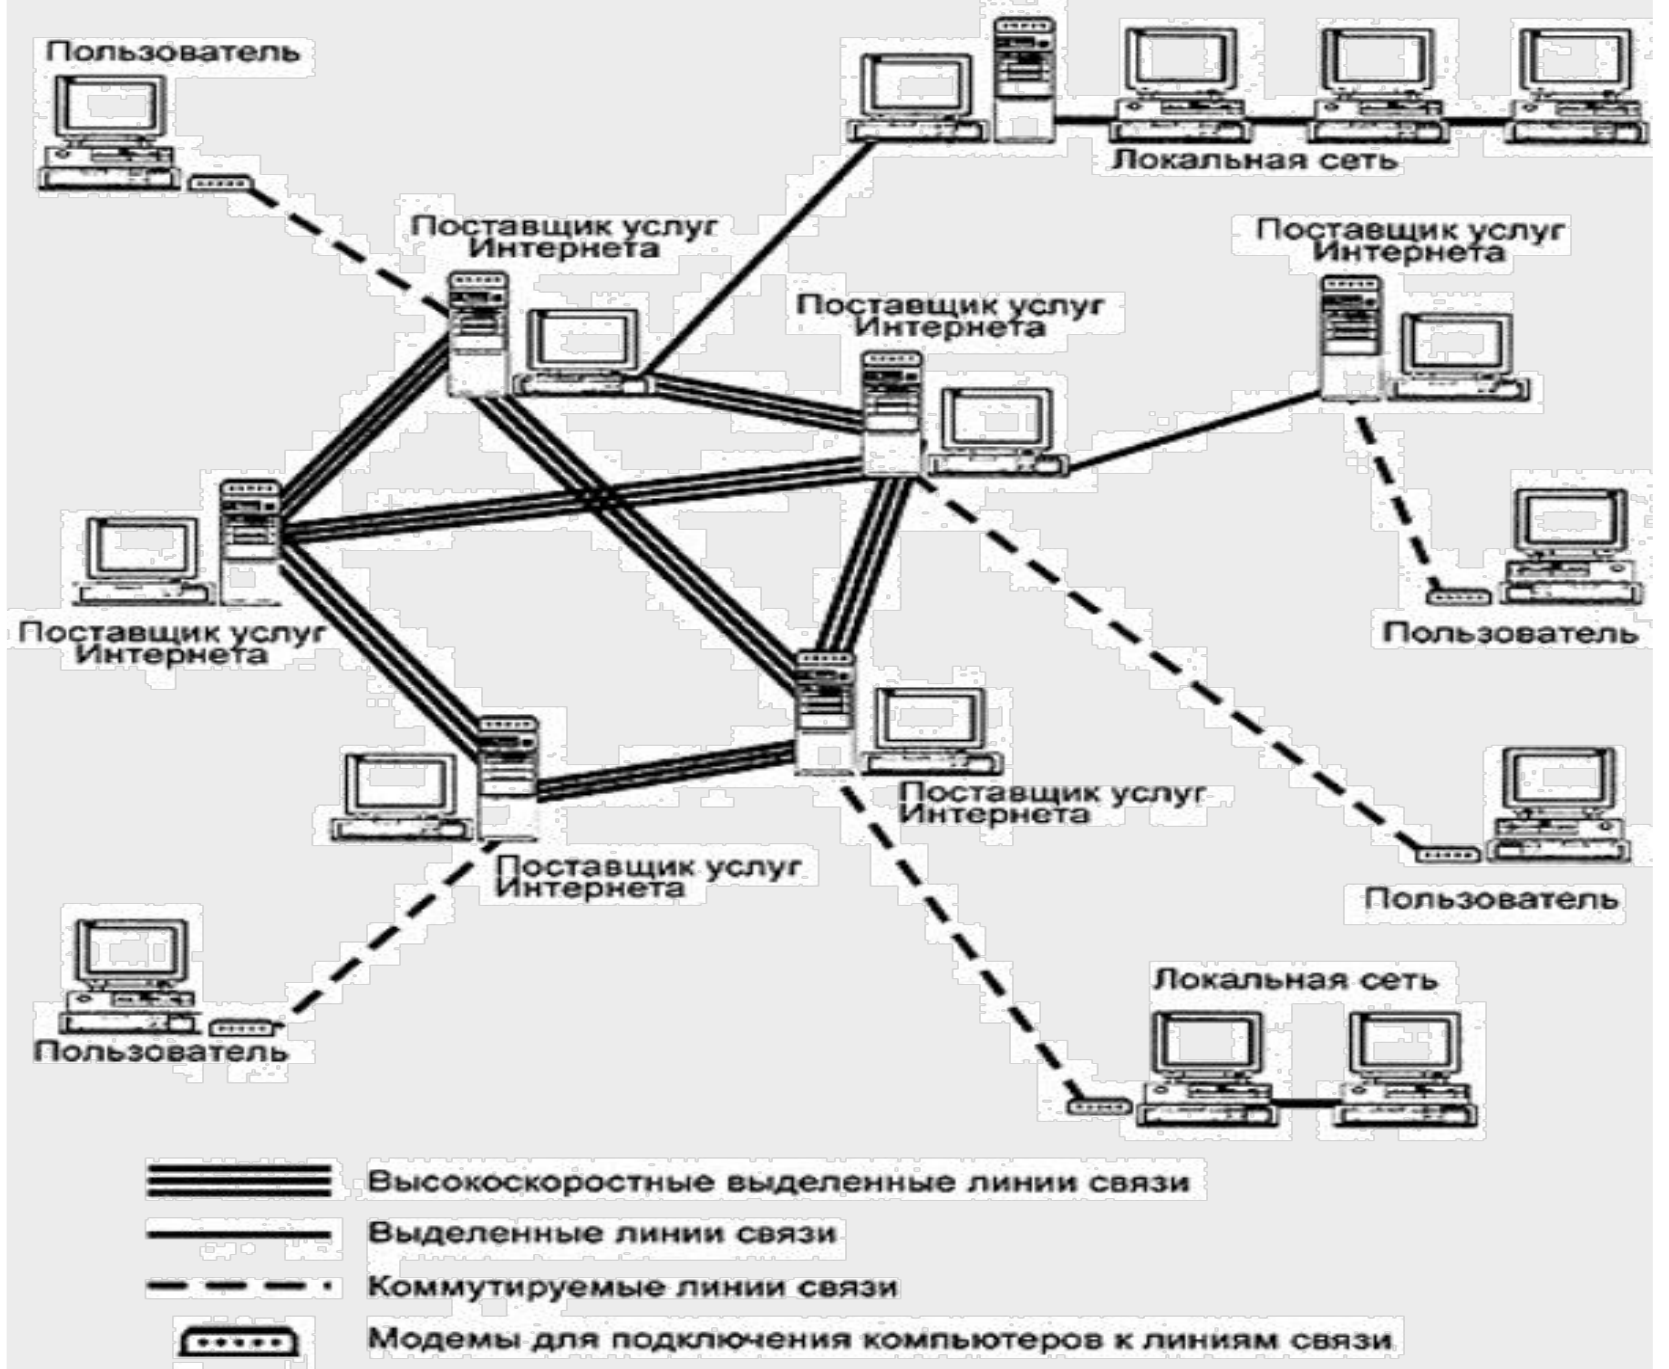 Пользователь
Локальная сеть
Поставщик услуг
Интернета
Поставщик услуг
Интернета
Поставщик услуг
Интернета
Поставщик услуг
Интернета
Пользователь
Поставщик услуг
Интернета
Поставщик услуг
Интернета
Пользователь
Пользователь
Локальная сеть
Высокоскоростные выделенные линии связи
Выделенные линии связи
Коммутируемые линии связи
Модемы для подключения компьютеров к линиям связи